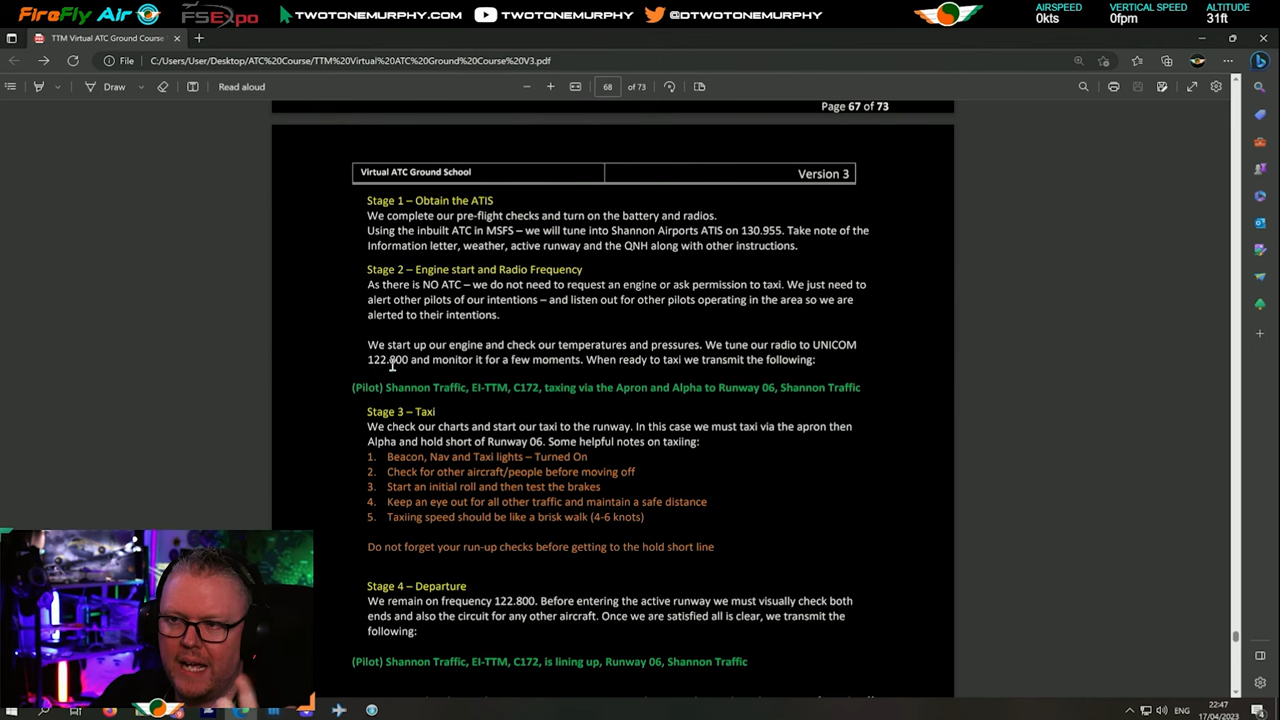 FireFly Air
FSExpo
TWOTONEMURPHY.COM
TWOTONEMURPHY
@DTWOTONEMURPHY
AIRSPEED
0kts
VERTICAL SPEED
0fpm
ALTITUDE
31ft
TTM Virtual ATC Ground Course
File
C:/Users/User/Desktop/ATC%20Course/TTM%20Virtual%20ATC%20Ground%20Course%20V3.pdf
Draw
Read aloud
68 of 73
Page 67 of 73
Virtual ATC Ground School
Version 3
Stage 1 – Obtain the ATIS
We complete our pre-flight checks and turn on the battery and radios.
Using the inbuilt ATC in MSFS – we will tune into Shannon Airports ATIS on 130.955. Take note of the
Information letter, weather, active runway and the QNH along with other instructions.
Stage 2 – Engine start and Radio Frequency
As there is NO ATC – we do not need to request an engine or ask permission to taxi. We just need to
alert other pilots of our intentions – and listen out for other pilots operating in the area so we are
alerted to their intentions.
We start up our engine and check our temperatures and pressures. We tune our radio to UNICOM
122.800 and monitor it for a few moments. When ready to taxi we transmit the following:
(Pilot) Shannon Traffic, EI-TTM, C172, taxing via the Apron and Alpha to Runway 06, Shannon Traffic
Stage 3 – Taxi
We check our charts and start our taxi to the runway. In this case we must taxi via the apron then
Alpha and hold short of Runway 06. Some helpful notes on taxiing:
1. Beacon, Nav and Taxi lights – Turned On
2. Check for other aircraft/people before moving off
3. Start an initial roll and then test the brakes
4. Keep an eye out for all other traffic and maintain a safe distance
5. Taxiing speed should be like a brisk walk (4-6 knots)
Do not forget your run-up checks before getting to the hold short line
Stage 4 – Departure
We remain on frequency 122.800. Before entering the active runway we must visually check both
ends and also the circuit for any other aircraft. Once we are satisfied all is clear, we transmit the
following:
(Pilot) Shannon Traffic, EI-TTM, C172, is lining up, Runway 06, Shannon Traffic
ENG
22:47
17/04/2023